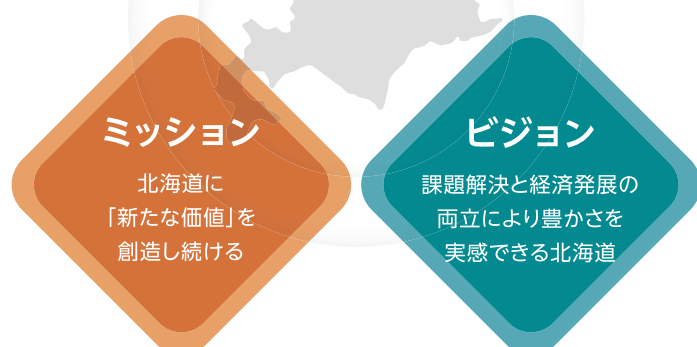 ミッション
北海道に
「新たな価値」を
創造し続ける
ビジョン
課題解決と経済発展の
両立により豊かさを
実感できる北海道